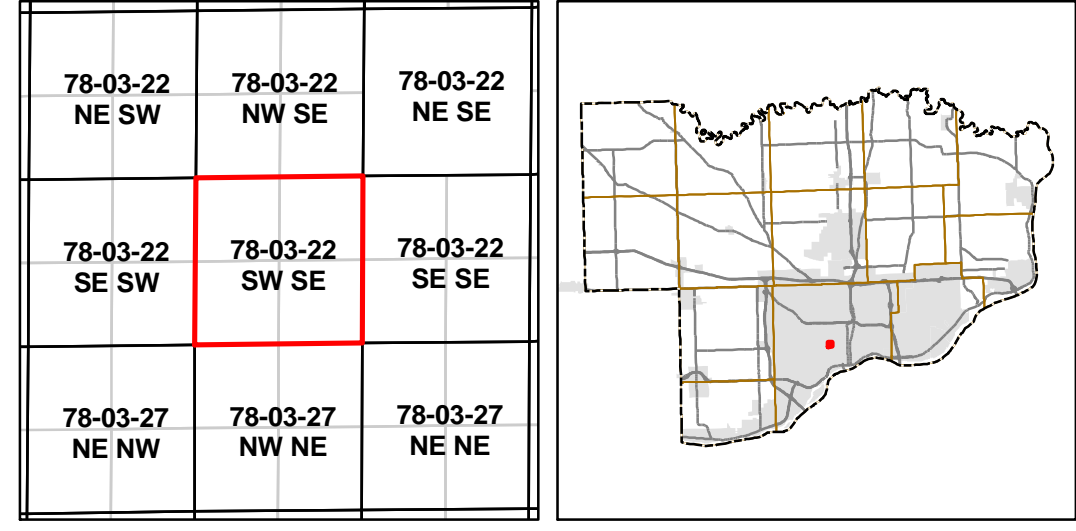 78-03-22
NE SW
78-03-22
NW SE
78-03-22
NE SE
78-03-22
SE SW
78-03-22
SW SE
78-03-22
SE SE
78-03-27
NE NW
78-03-27
NW NE
78-03-27
NE NE